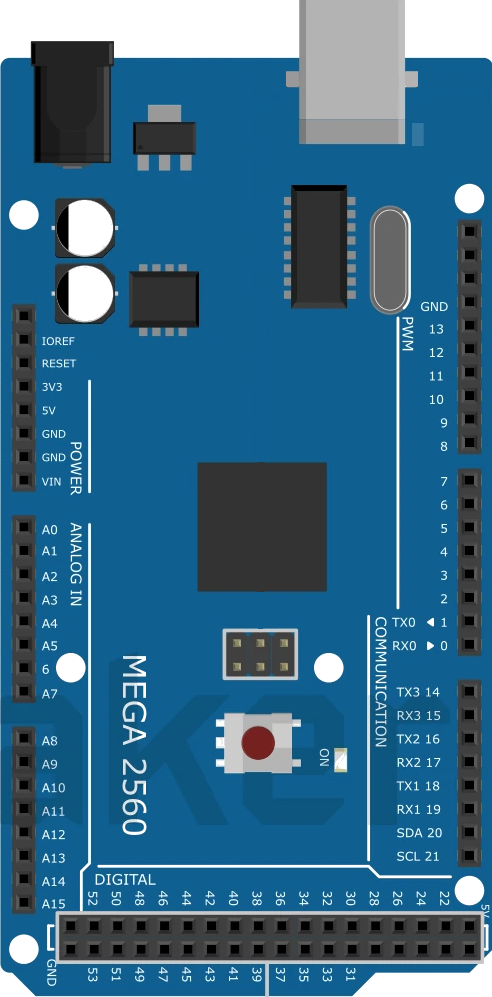 IOREF
RESET
3V3
5V
GND
GND
VIN
POWER
A0
A1
A2
A3
A4
A5
6
A7
ANALOG IN
A8
A9
A10
A11
A12
A13
A14
A15
MEGA 2560
ON
GND
13
12
11
10
9
8
PWM
7
6
5
4
3
2
TX0 ◀ 1
RX0 ▶ 0
COMMUNICATION
TX3 14
RX3 15
TX2 16
RX2 17
TX1 18
RX1 19
SDA 20
SCL 21
aker
DIGITAL
52 50 48 46 44 42 40 38 36 34 32 30 28 26 24 22
5V
GND
53 51 49 47 45 43 41 39 37 35 33 31